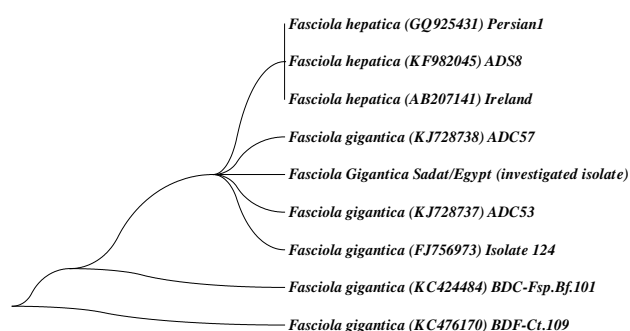 Fasciola hepatica (GQ925431) Persian1
Fasciola hepatica (KF982045) ADS8
Fasciola hepatica (AB207141) Ireland
Fasciola gigantica (KJ728738) ADC57
Fasciola Gigantica Sadat/Egypt (investigated isolate)
Fasciola gigantica (KJ728737) ADC53
Fasciola gigantica (FJ756973) Isolate 124
Fasciola gigantica (KC424484) BDC-Fsp.Bf.101
Fasciola gigantica (KC476170) BDF-Ct.109